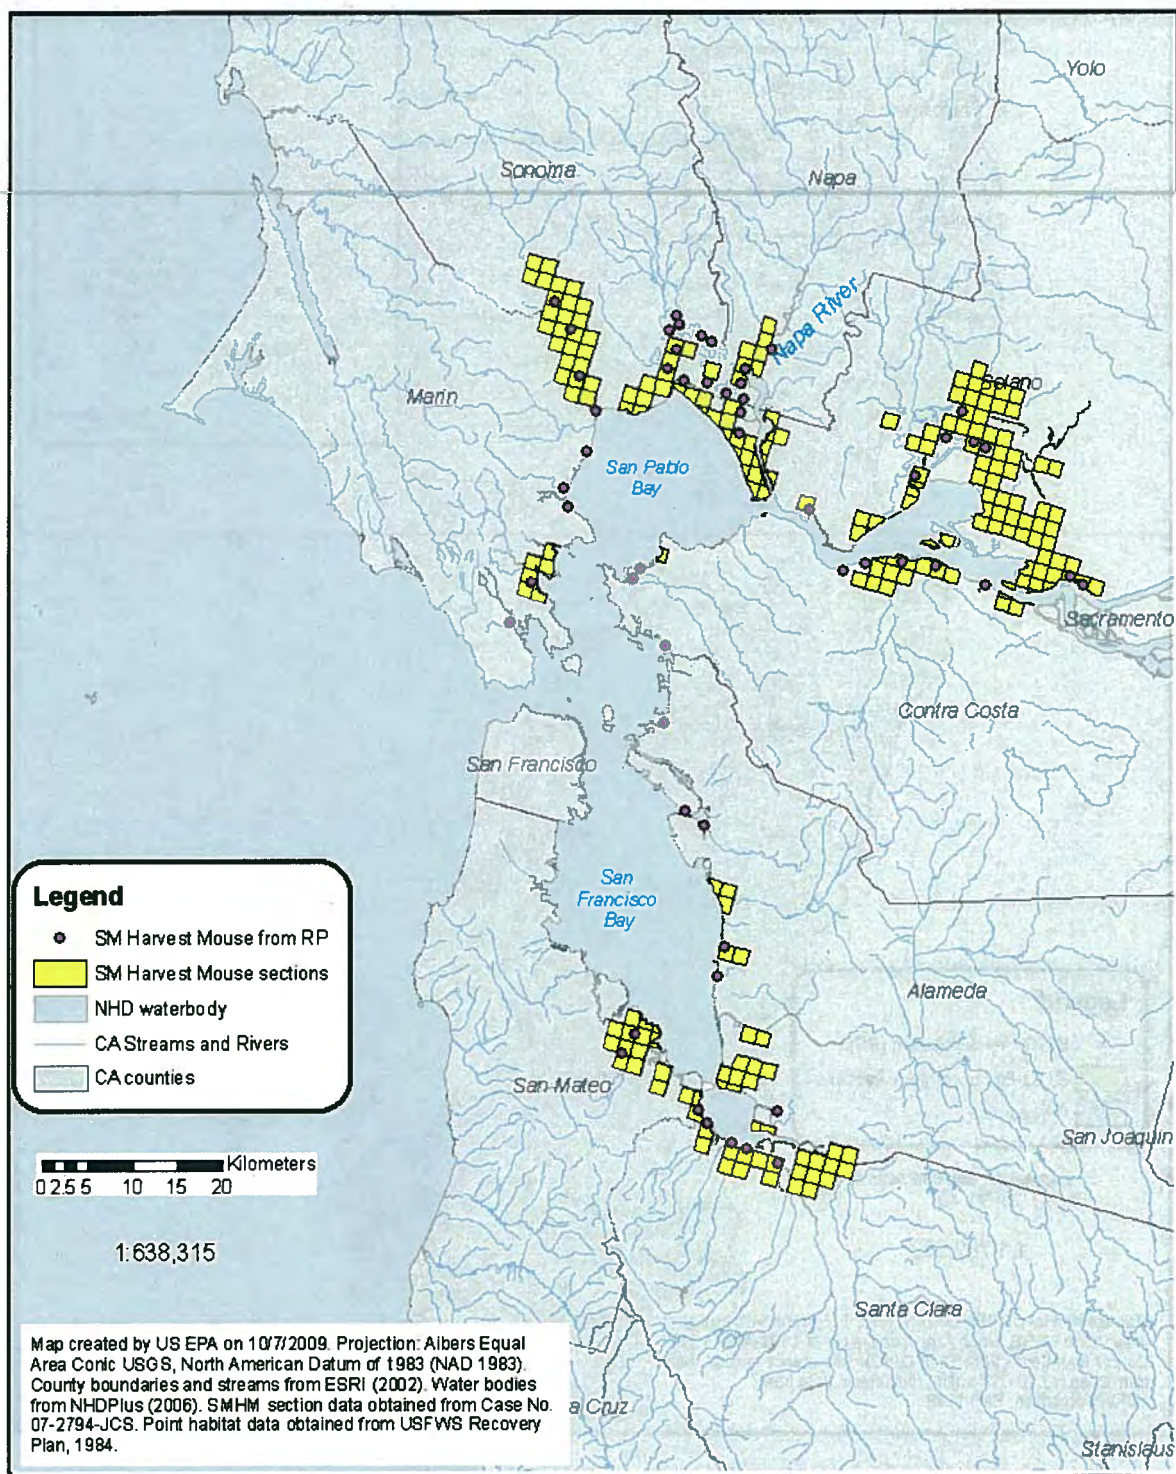 Yolo
Sonoma
Napa
Napa River
Solano
Marin
San Pablo
Bay
Sacramento
Contra Costa
San Francisco
San
Francisco
Bay
Legend
SM Harvest Mouse from RP
SM Harvest Mouse sections
NHD waterbody
CA Streams and Rivers
CA counties
Alameda
San Mateo
San Joaquin
Kilometers
0 2.5 5 10 15 20
1:638,315
Santa Clara
Map created by US EPA on 10/7/2009. Projection: Albers Equal
Area Conic USGS, North American Datum of 1983 (NAD 1983).
County boundaries and streams from ESRI (2002). Water bodies
from NHDPlus (2006). SMHM section data obtained from Case No.
07-2794-JCS. Point habitat data obtained from USFWS Recovery
Plan, 1984.
a Cruz
Stanislaus